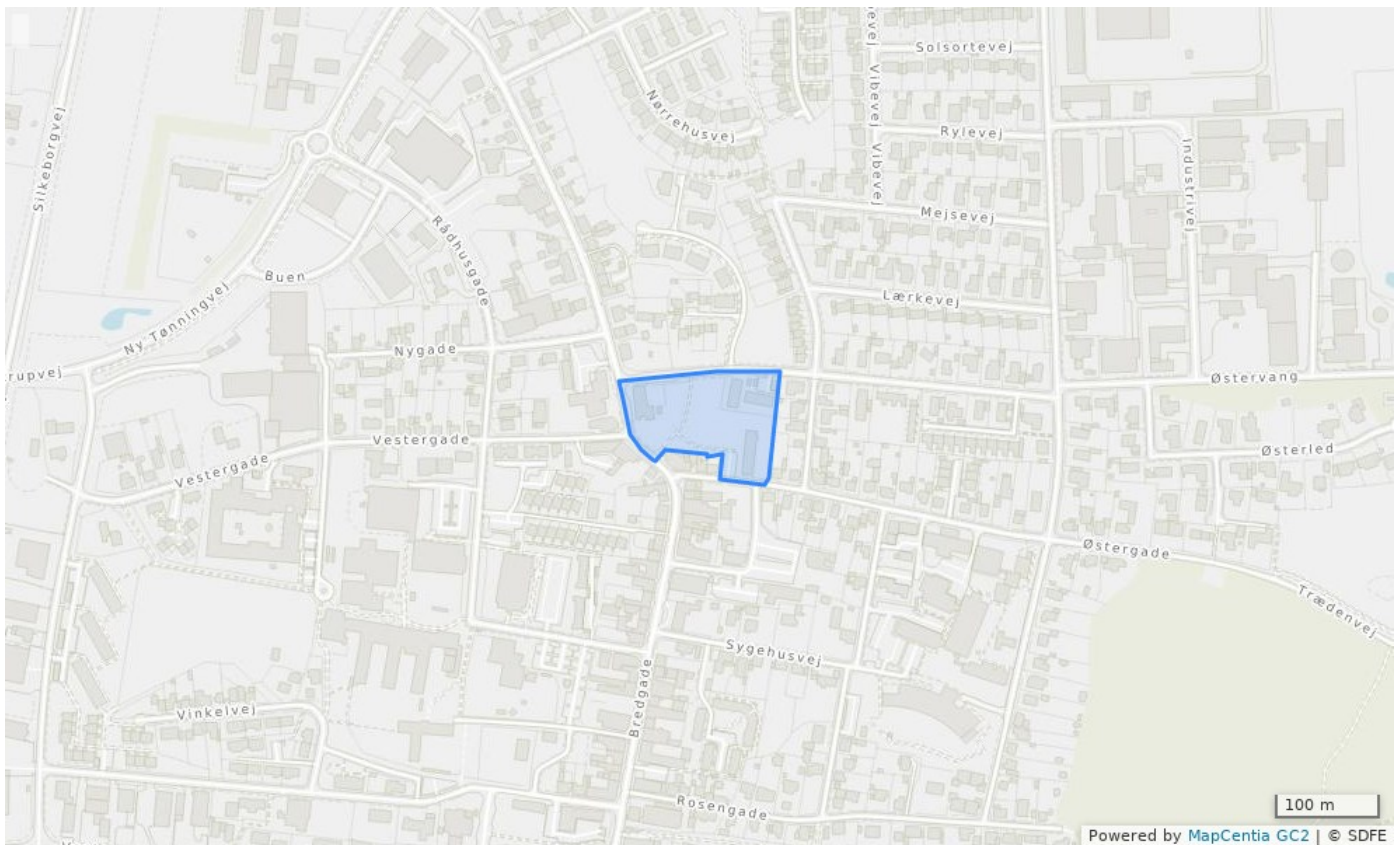 Solsortevej
Vibevej
Vibevej
Nørrehusvej
Rylevej
Industrivej
Silkeborgvej
Mejsevej
Rådhusgade
Buen
Lærkevej
Ny Tønningvej
Nygade
rupvej
Østervang
Vestergade
Østerled
Vestergade
Østergade
Trædenvej
Sygehusvej
Bredgade
Vinkelvej
Rosengade
100 m
Powered by MapCentia GC2 | © SDFE